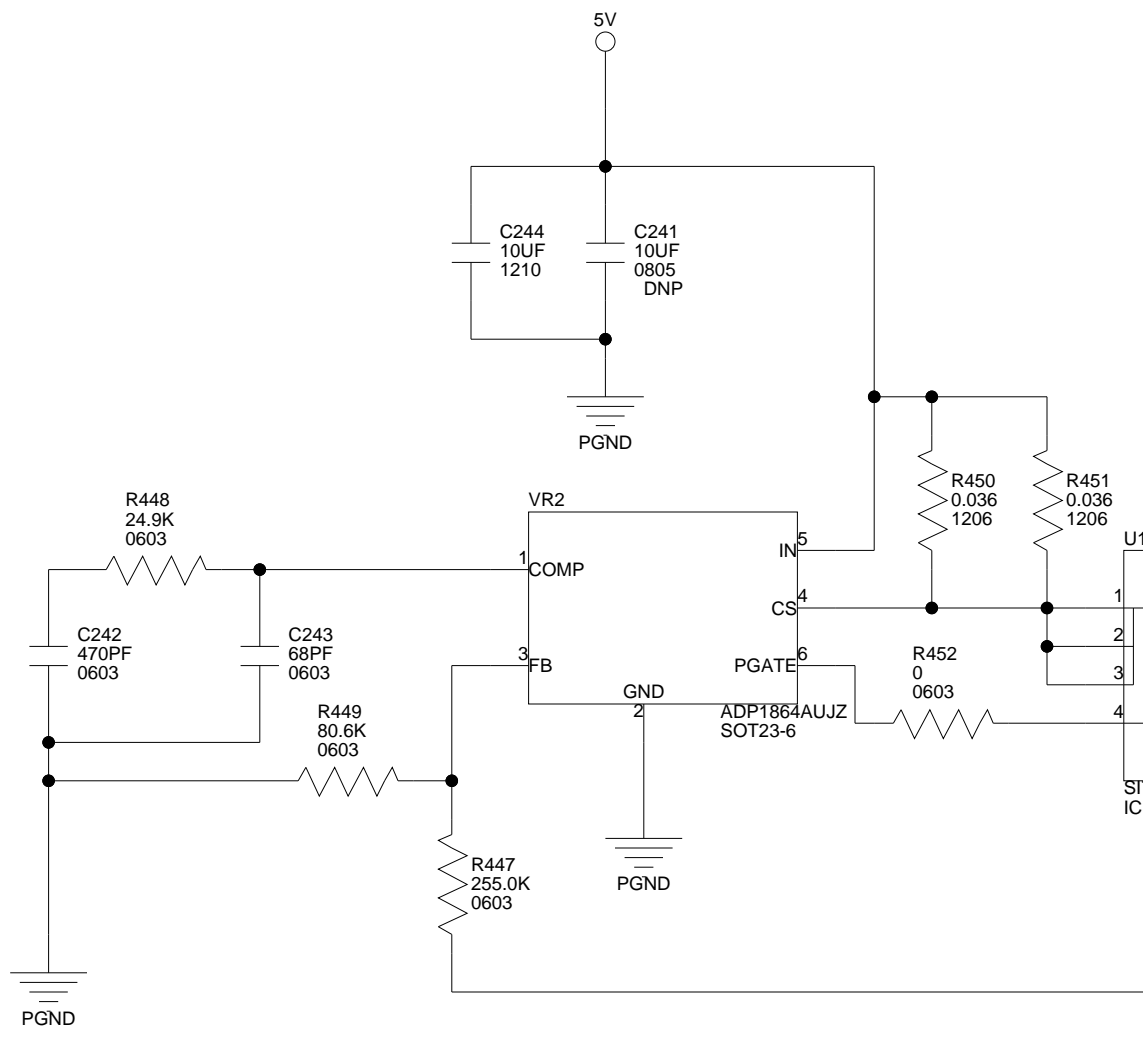 5V
C244
10UF
1210
C241
10UF
0805
DNP
PGND
R448
24.9K
0603
VR2
R450
0.036
1206
R451
0.036
1206
U1
1
COMP
IN
5
CS
4
1
C242
470PF
0603
C243
68PF
0603
3
FB
PGATE
6
R452
0
0603
2
3
4
GND
2
ADP1864AUJZ
SOT23-6
R449
80.6K
0603
IC
R447
255.0K
0603
PGND
PGND